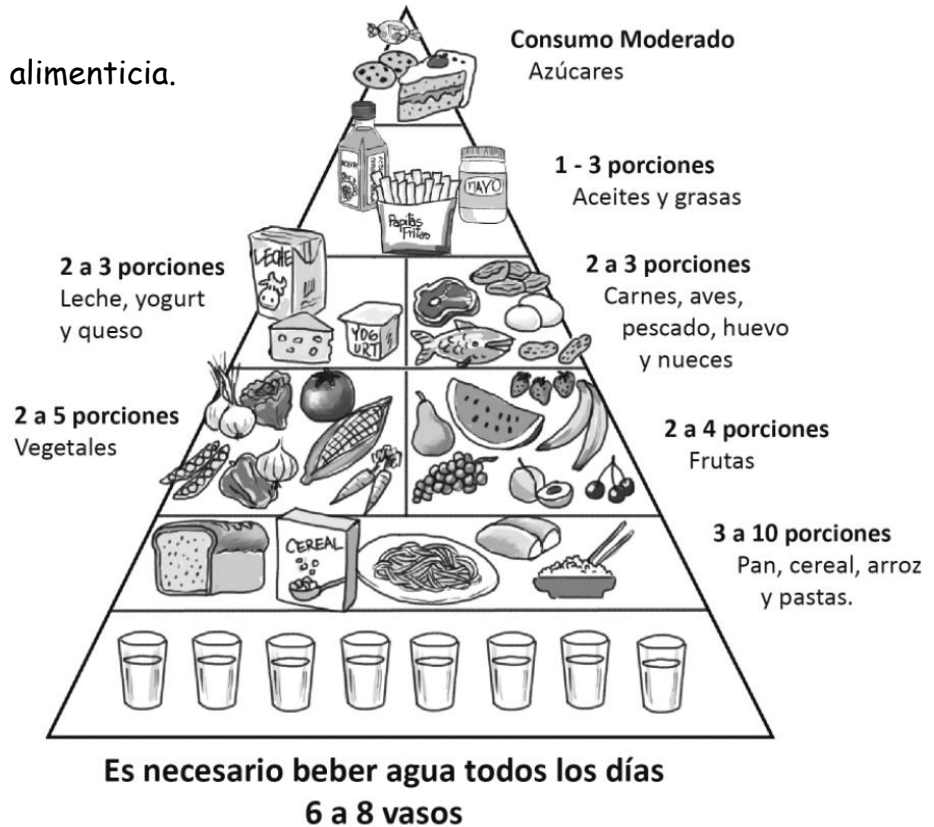 alimenticia.
Consumo Moderado
Azúcares
1 - 3 porciones
Aceites y grasas
MAYO
Papitas
Fritas
2 a 3 porciones
Leche, yogurt
y queso
LECHE
YOG
URT
2 a 3 porciones
Carnes, aves,
pescado, huevo
y nueces
2 a 5 porciones
Vegetales
2 a 4 porciones
Frutas
CEREAL
3 a 10 porciones
Pan, cereal, arroz
y pastas.
Es necesario beber agua todos los días
6 a 8 vasos